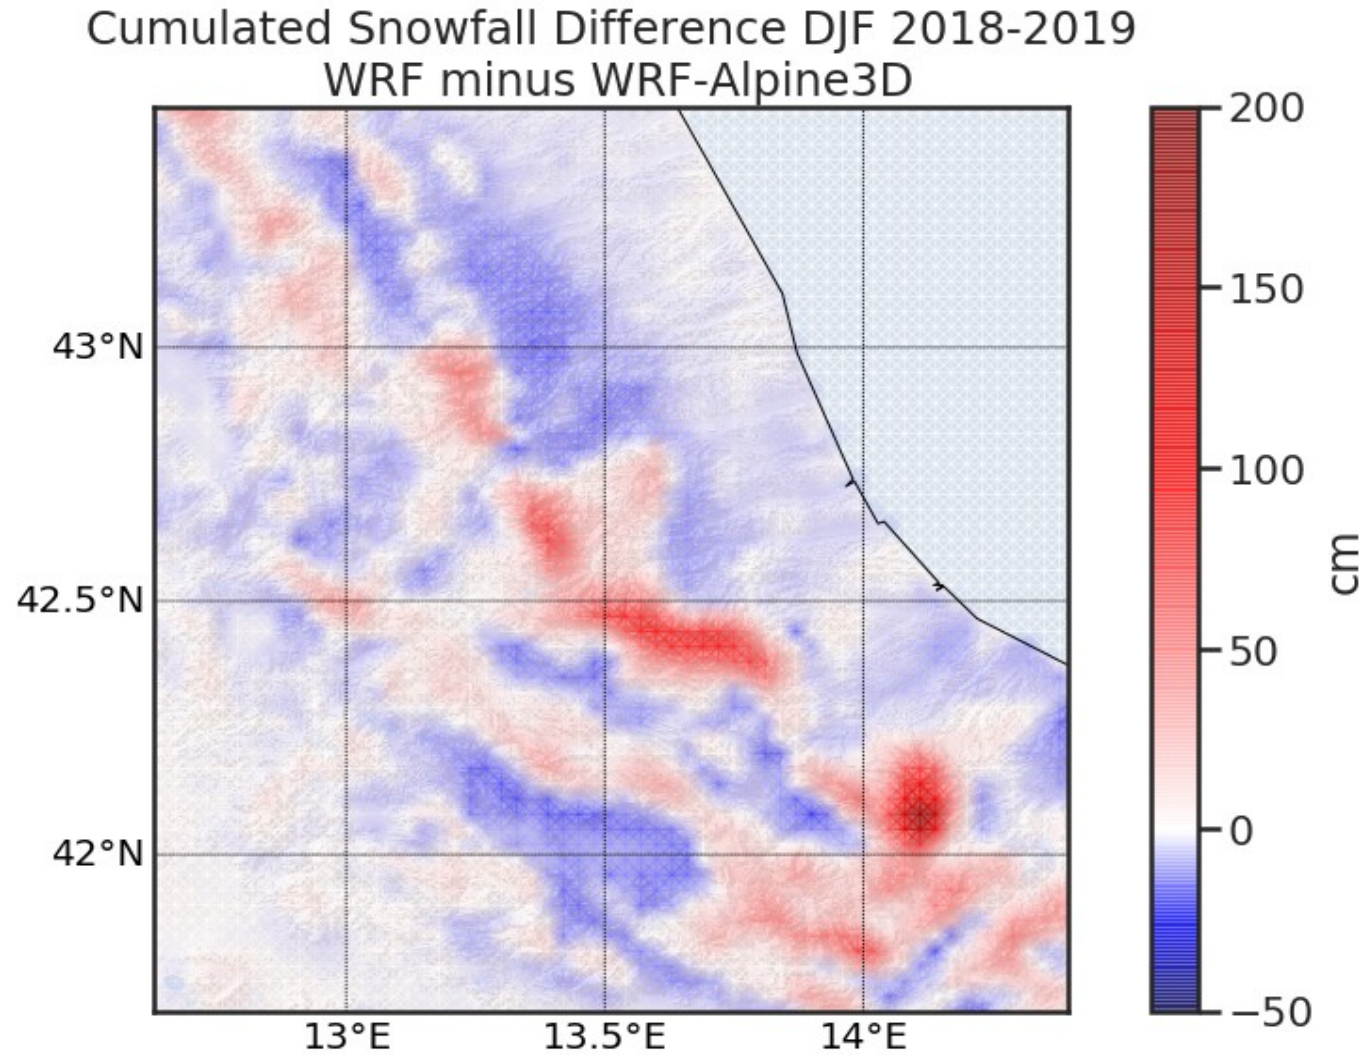 Cumulated Snowfall Difference DJF 2018-2019
WRF minus WRF-Alpine3D
200
150
100
50
0
−50
cm
43°N
42.5°N
42°N
13°E
13.5°E
14°E